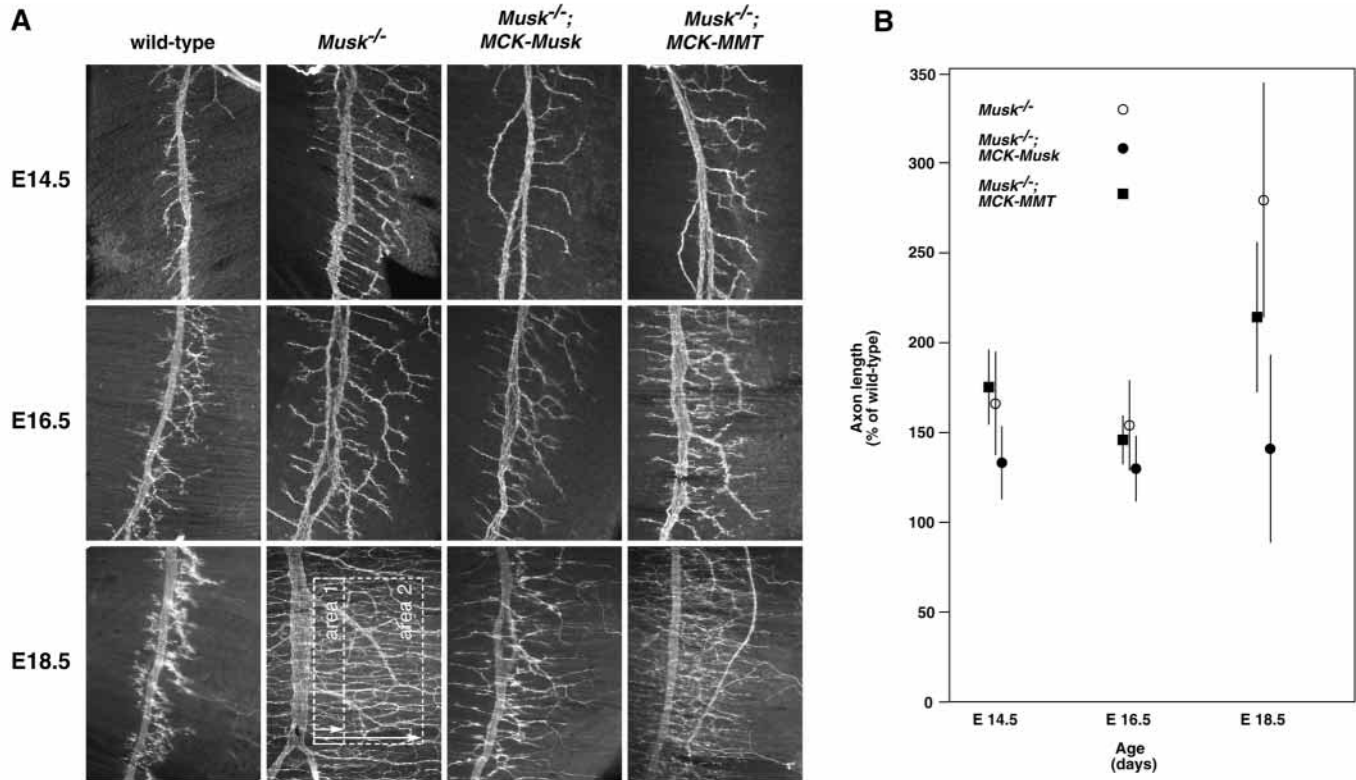 A
wild-type
Musk-/-
Musk-/-;
MCK-Musk
Musk-/-;
MCK-MMT
E14.5
E16.5
E18.5
area 1
area 2
B
350
300
250
200
150
100
50
0
Axon length
(% of wild-type)
Musk-/-
Musk-/-;
MCK-Musk
Musk-/-;
MCK-MMT
E 14.5
E 16.5
E 18.5
Age
(days)